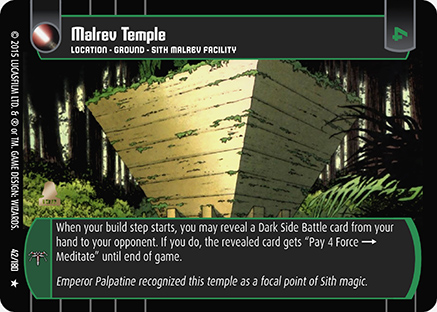 Malrev Temple
4
LOCATION - GROUND - SITH MALREV FACILITY
When your build step starts, you may reveal a Dark Side Battle card from your
hand to your opponent. If you do, the revealed card gets "Pay 4 Force →
Meditate" until end of game.
Emperor Palpatine recognized this temple as a focal point of Sith magic.
© 2015 LUCASFILM LTD. & ® or TM. GAME DESIGN: WIZARDS.
42/180 ★